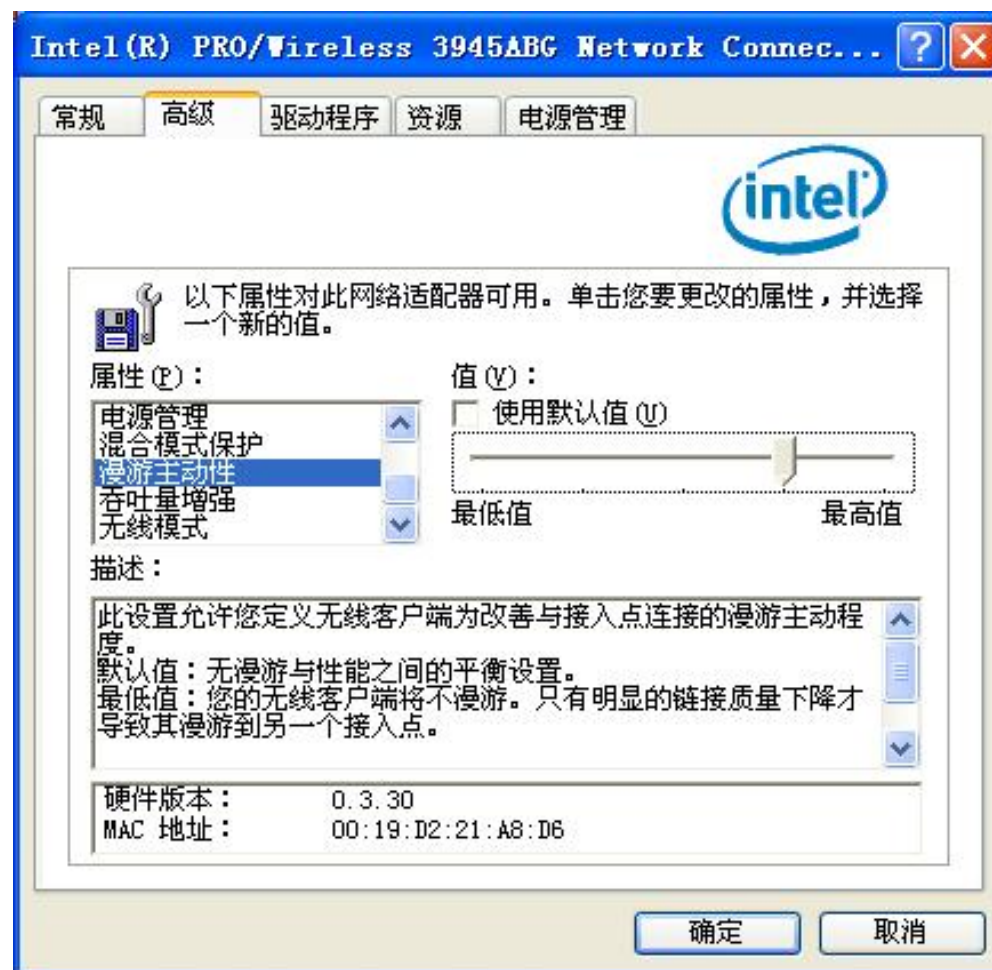 Intel(R) PRO/Wireless 3945ABG Network Connec...
常规 高级 驱动程序 资源 电源管理
intel
以下属性对此网络适配器可用。单击您要更改的属性，并选择
一个新的值。
属性(P)：
值(V)：
电源管理
混合模式保护
漫游主动性
吞吐量增强
无线模式
使用默认值(U)
最低值 最高值
描述：
此设置允许您定义无线客户端为改善与接入点连接的漫游主动程
度。
默认值：无漫游与性能之间的平衡设置。
最低值：您的无线客户端将不漫游。只有明显的链接质量下降才
导致其漫游到另一个接入点。
硬件版本： 0.3.30
MAC 地址： 00:19:D2:21:A8:D6
确定 取消